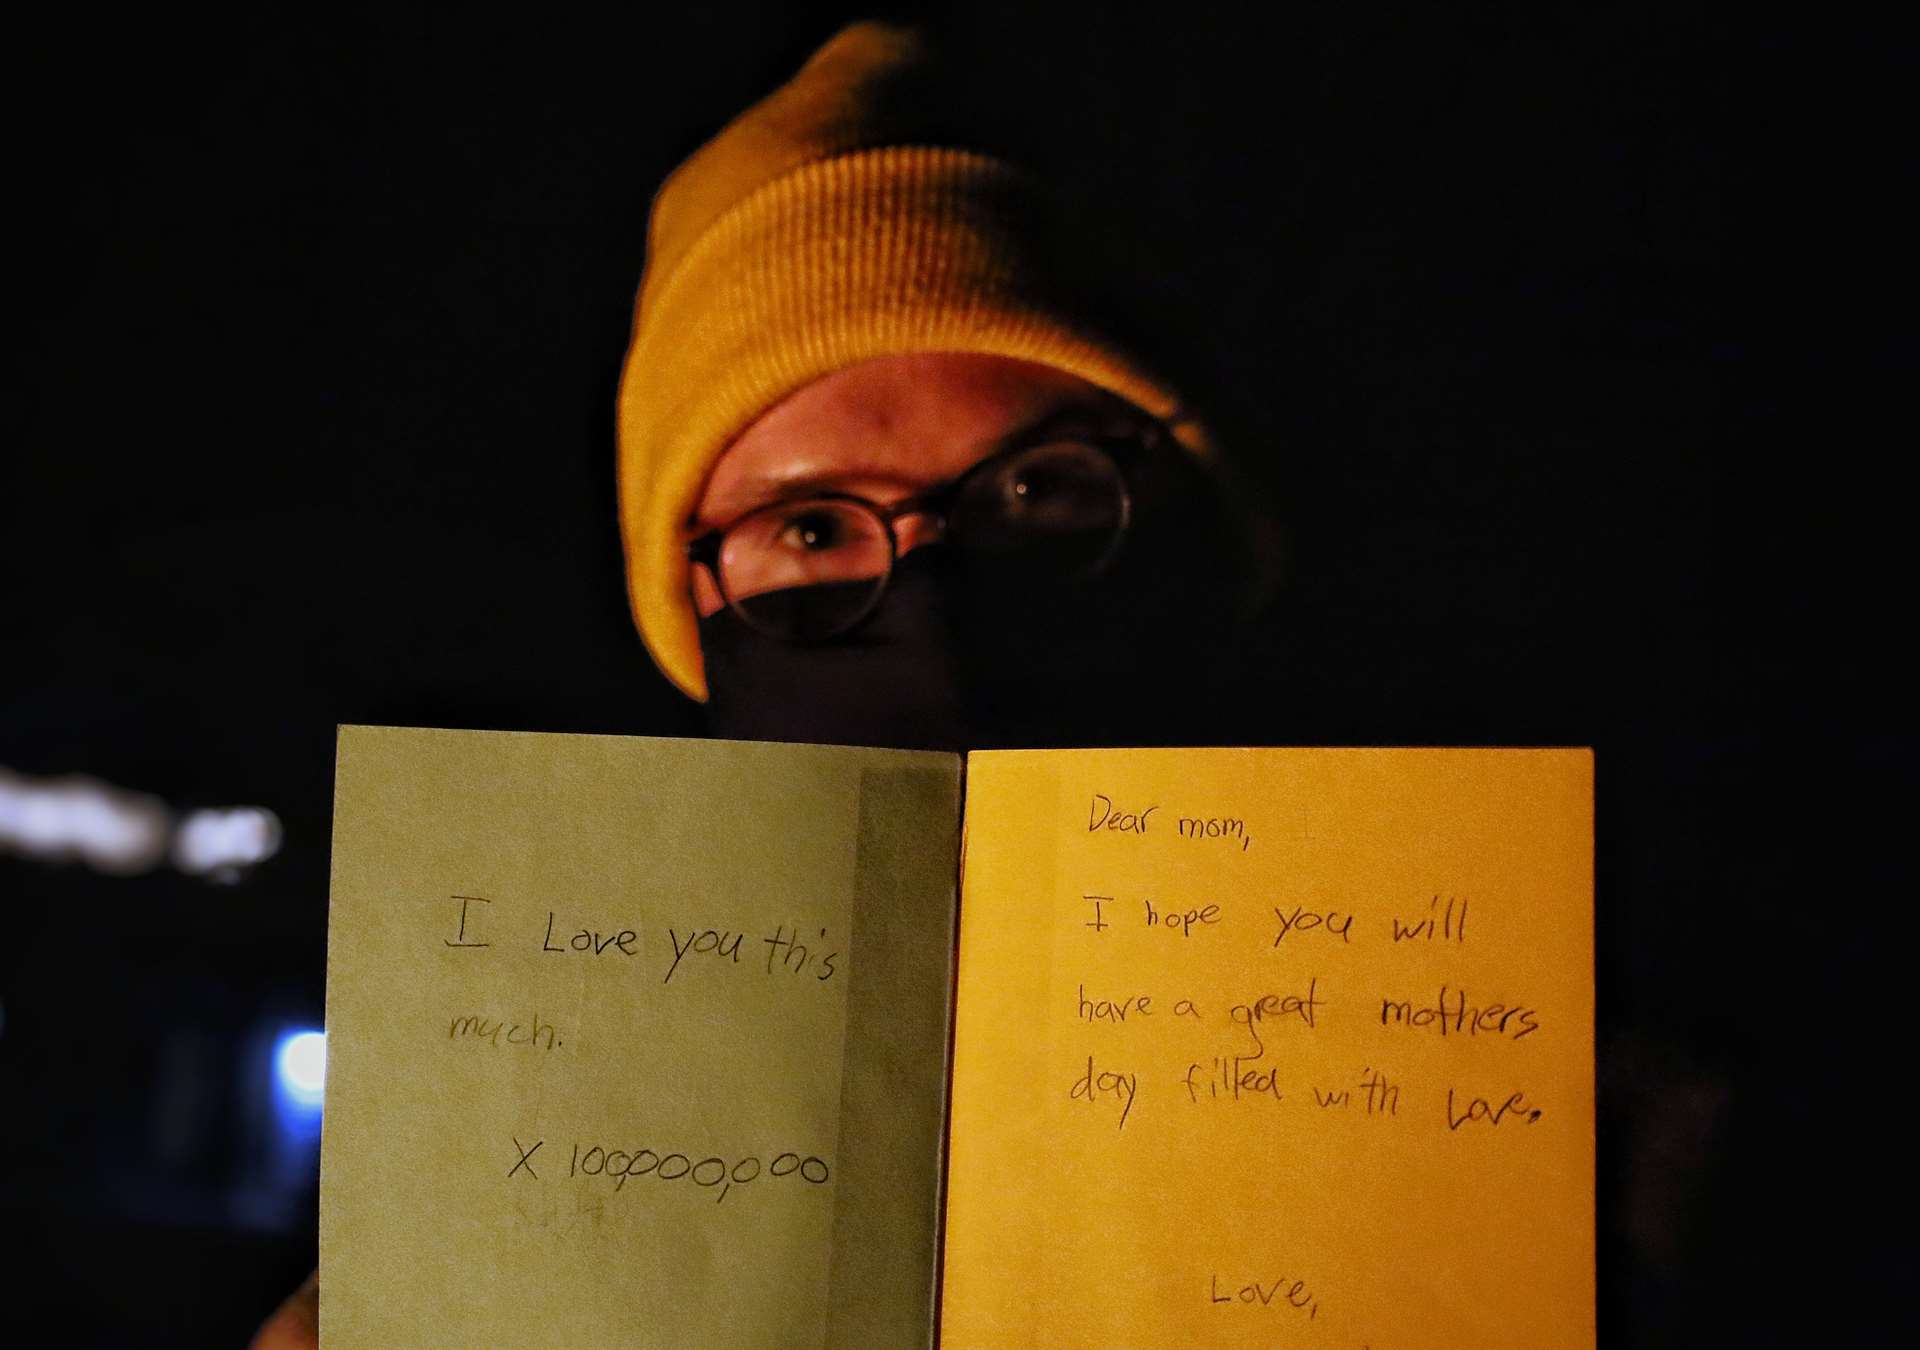 I Love you this
much.
X 100,000,000
Dear mom,
I hope you will
have a great mothers
day filled with Love.
Love,